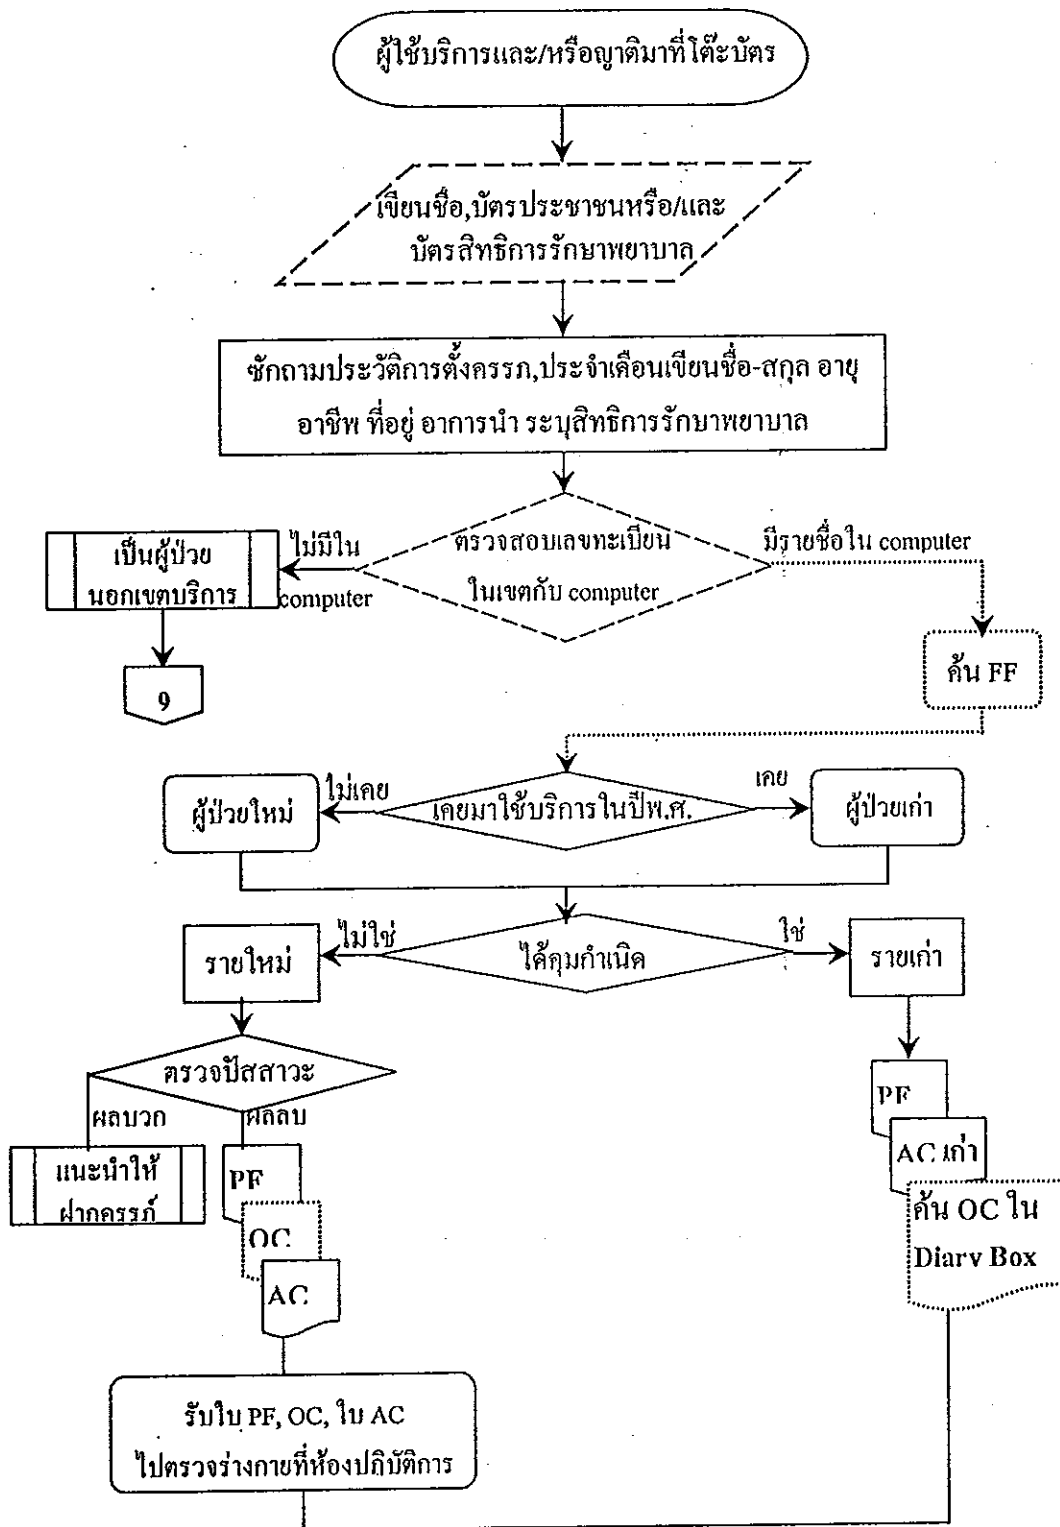 ผู้ใช้บริการและ/หรือญาติมาที่โต๊ะบัตร
เขียนชื่อ,บัตรประชาชนหรือ/และ
บัตรสิทธิการรักษาพยาบาล
ซักถามประวัติการตั้งครรภ,ประจำเดือนเขียนชื่อ-สกุล อายุ
อาชีพ ที่อยู่ อาการนำ ระบุสิทธิการรักษาพยาบาล
ตรวจสอบเลขทะเบียน
ในเขตกับ computer
ไม่มีใน
computer
มีรายชื่อใน computer
เป็นผู้ป่วย
นอกเขตบริการ
9
ค้น FF
เคยมาใช้บริการในปีพ.ศ.
ไม่เคย
เคย
ผู้ป่วยใหม่
ผู้ป่วยเก่า
ได้คุมกำเนิด
ไม่ใช่
ใช่
รายใหม่
รายเก่า
ตรวจปัสสาวะ
ผลบวก
ผลลบ
แนะนำให้
ฝากครรภ์
PF
OC
AC
PF
AC เก่า
ค้น OC ใน
Diary Box
รับใบ PF, OC, ใบ AC
ไปตรวจร่างกายที่ห้องปฏิบัติการ